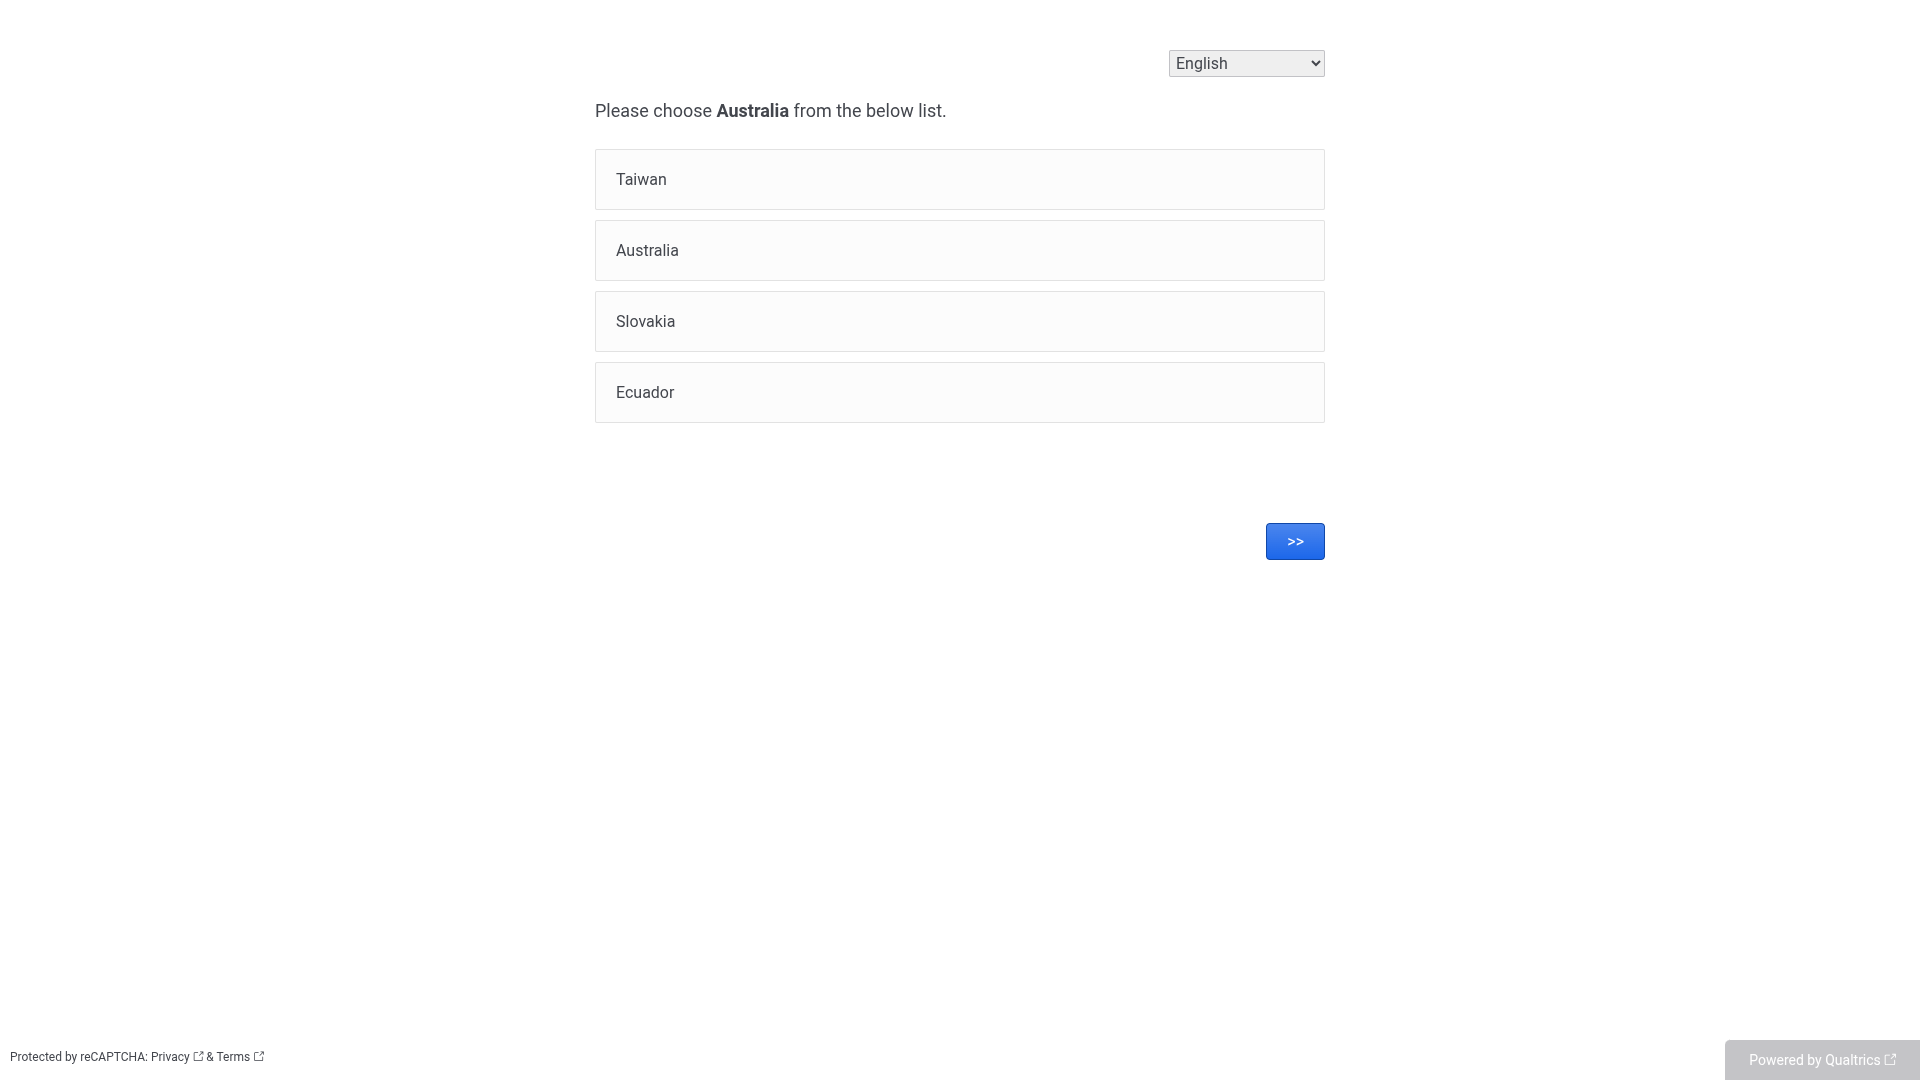 English
Please choose Australia from the below list.
Taiwan
Australia
Slovakia
Ecuador
>>
Protected by reCAPTCHA: Privacy & Terms
Powered by Qualtrics